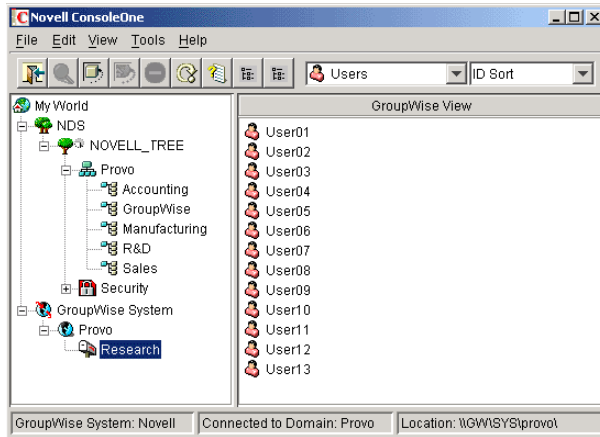 Novell ConsoleOne
File Edit View Tools Help
Users
ID Sort
My World
NDS
NOVELL_TREE
Provo
Accounting
GroupWise
Manufacturing
R&D
Sales
Security
GroupWise System
Provo
Research
GroupWise View
User01
User02
User03
User04
User05
User06
User07
User08
User09
User10
User11
User12
User13
GroupWise System: Novell
Connected to Domain: Provo
Location: \\GW\SYS\provo\